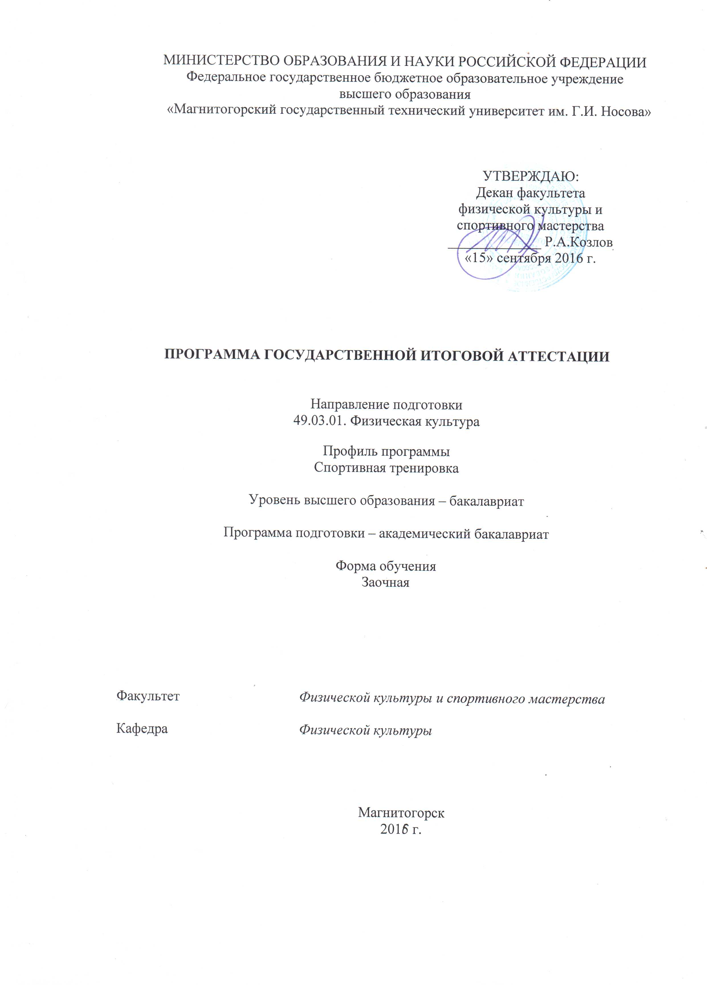 МИНИСТЕРСТВО ОБРАЗОВАНИЯ И НАУКИ РОССИЙСКОЙ ФЕДЕРАЦИИ
Федеральное государственное бюджетное образовательное учреждение
высшего образования
«Магнитогорский государственный технический университет им. Г.И. Носова»
УТВЕРЖДАЮ:
Декан факультета
физической культуры и
спортивного мастерства
_____________ Р.А.Козлов
«15» сентября 2016 г.
ПРОГРАММА ГОСУДАРСТВЕННОЙ ИТОГОВОЙ АТТЕСТАЦИИ
Направление подготовки
49.03.01. Физическая культура
Профиль программы
Спортивная тренировка
Уровень высшего образования – бакалавриат
Программа подготовки – академический бакалавриат
Форма обучения
Заочная
Факультет Физической культуры и спортивного мастерства
Кафедра Физической культуры
Магнитогорск
2016 г.